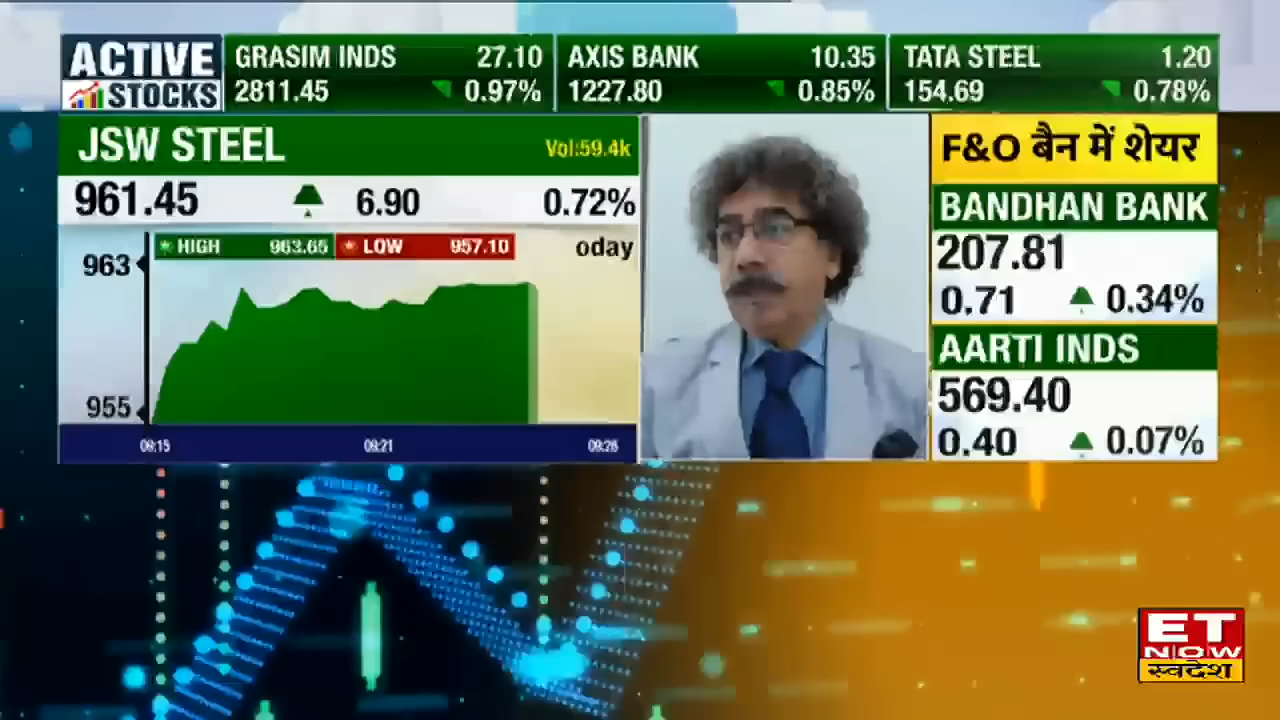 ACTIVE
STOCKS
GRASIM INDS 27.10
2811.45 0.97%
AXIS BANK 10.35
1227.80 0.85%
TATA STEEL 1.20
154.69 0.78%
JSW STEEL Vol:59.4k
961.45 6.90 0.72%
HIGH 963.65 LOW 957.10 oday
963
955
09:15 09:21 09:26
F&O बैन में शेयर
BANDHAN BANK
207.81
0.71 0.34%
AARTI INDS
569.40
0.40 0.07%
ET
NOW
स्वदेश